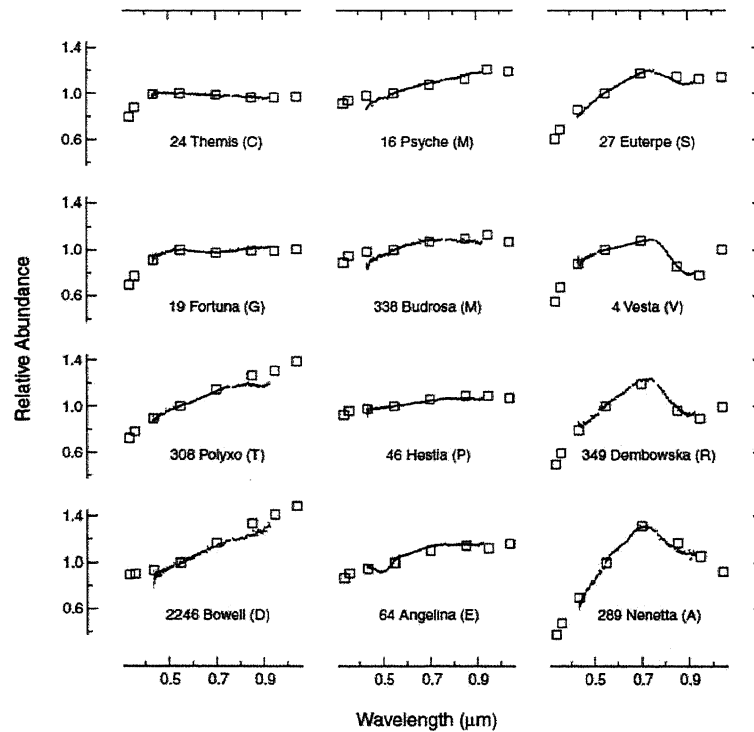 Relative Abundance
1.4
1.0
0.6
24 Themis (C)
16 Psyche (M)
27 Euterpe (S)
1.4
1.0
0.6
19 Fortuna (G)
338 Budrosa (M)
4 Vesta (V)
1.4
1.0
0.6
308 Polyxo (T)
46 Hestia (P)
349 Dembowska (R)
1.4
1.0
0.6
2246 Bowell (D)
64 Angelina (E)
289 Nenetta (A)
0.5 0.7 0.9 0.5 0.7 0.9 0.5 0.7 0.9
Wavelength (μm)